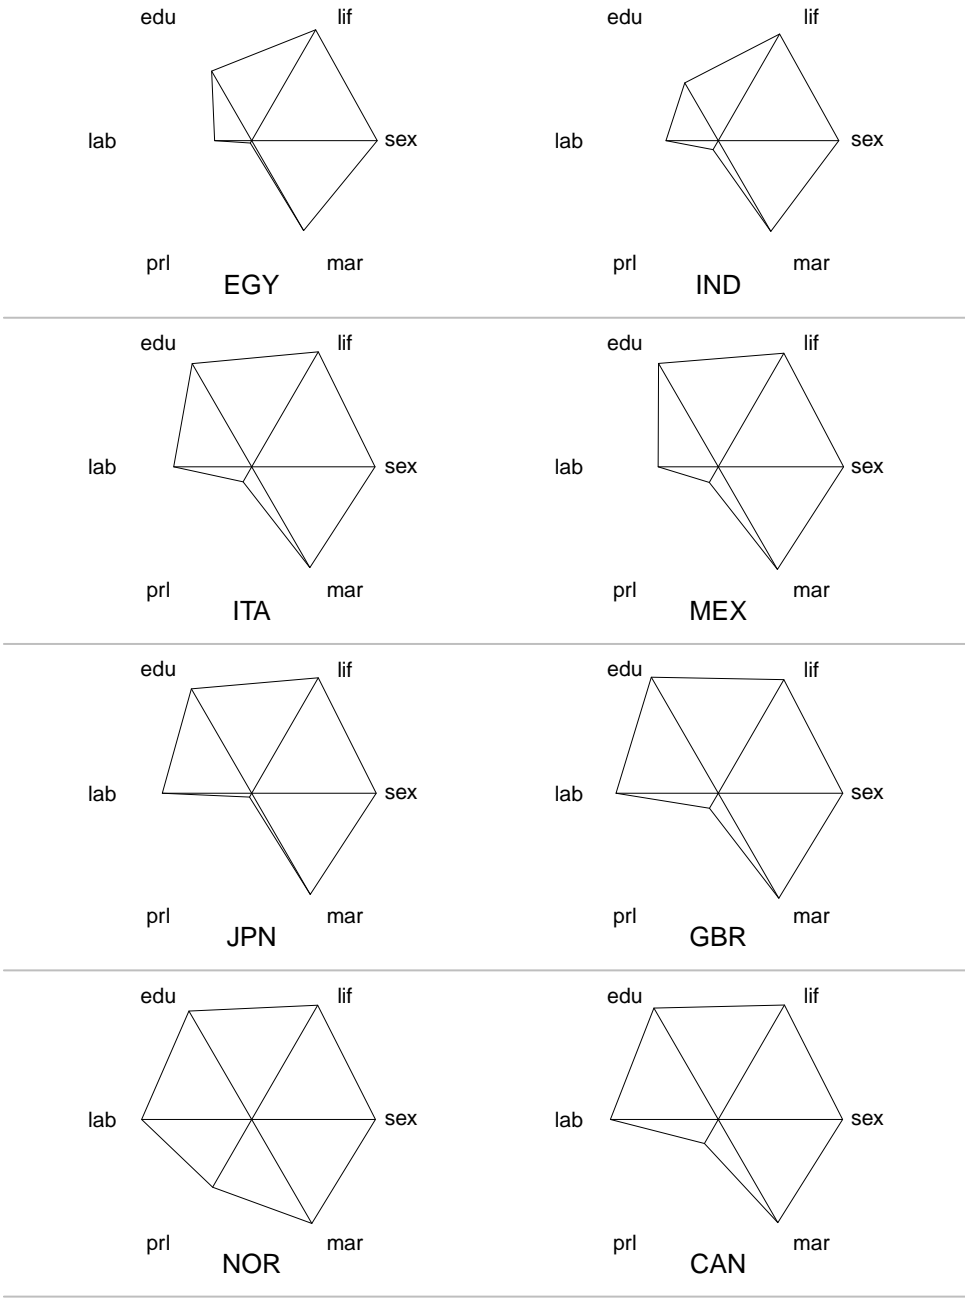 edu lif edu lif
lab sex lab sex
prl mar prl mar
EGY IND
edu lif edu lif
lab sex lab sex
prl mar prl mar
ITA MEX
edu lif edu lif
lab sex lab sex
prl mar prl mar
JPN GBR
edu lif edu lif
lab sex lab sex
prl mar prl mar
NOR CAN